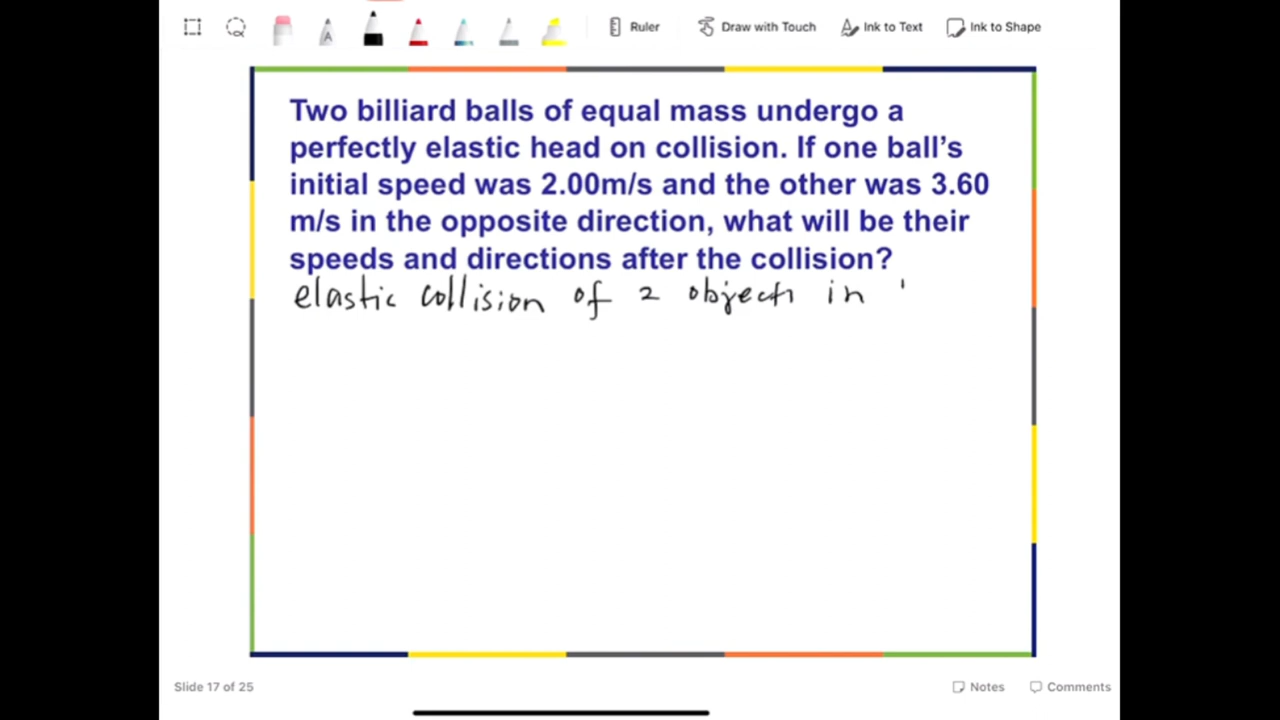 Ruler
Draw with Touch
Ink to Text
Ink to Shape
Two billiard balls of equal mass undergo a
perfectly elastic head on collision. If one ball’s
initial speed was 2.00m/s and the other was 3.60
m/s in the opposite direction, what will be their
speeds and directions after the collision?
elastic collision of 2 objects in
Slide 17 of 25
Notes
Comments